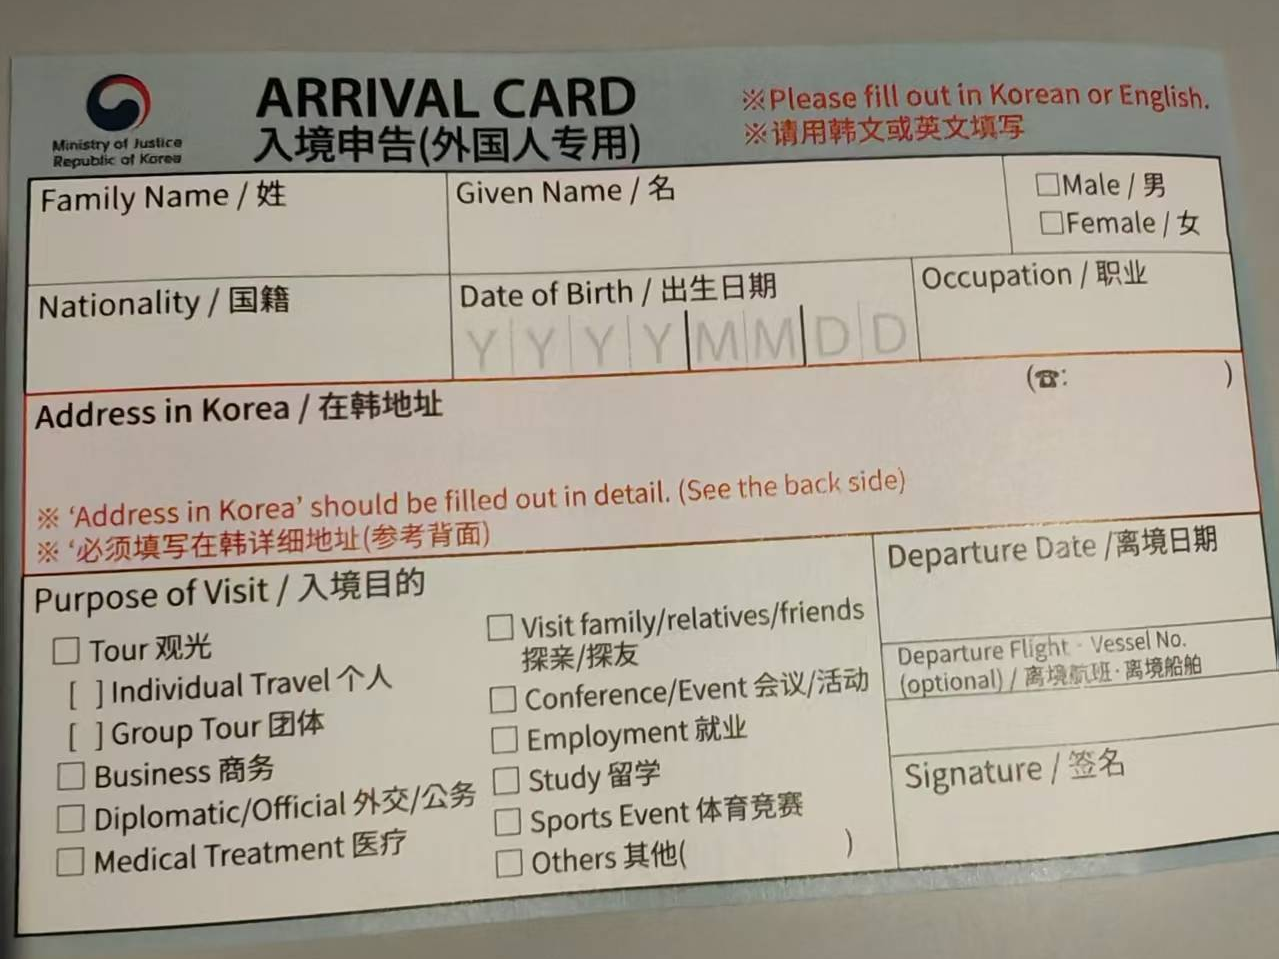 Ministry of Justice
Republic of Korea
ARRIVAL CARD
入境申告(外国人专用)
※Please fill out in Korean or English.
※请用韩文或英文填写
Family Name / 姓
Given Name / 名
□Male / 男
□Female / 女
Nationality / 国籍
Date of Birth / 出生日期
Y Y Y Y M M D D
Occupation / 职业
Address in Korea / 在韩地址
(☎: )
※ ‘Address in Korea’ should be filled out in detail. (See the back side)
※ ‘必须填写在韩详细地址(参考背面)
Purpose of Visit / 入境目的
□ Tour 观光
[ ] Individual Travel 个人
[ ] Group Tour 团体
□ Business 商务
□ Diplomatic/Official 外交/公务
□ Medical Treatment 医疗
□ Visit family/relatives/friends
探亲/探友
□ Conference/Event 会议/活动
□ Employment 就业
□ Study 留学
□ Sports Event 体育竞赛
□ Others 其他( )
Departure Date /离境日期
Departure Flight · Vessel No.
(optional) / 离境航班·离境船舶
Signature / 签名